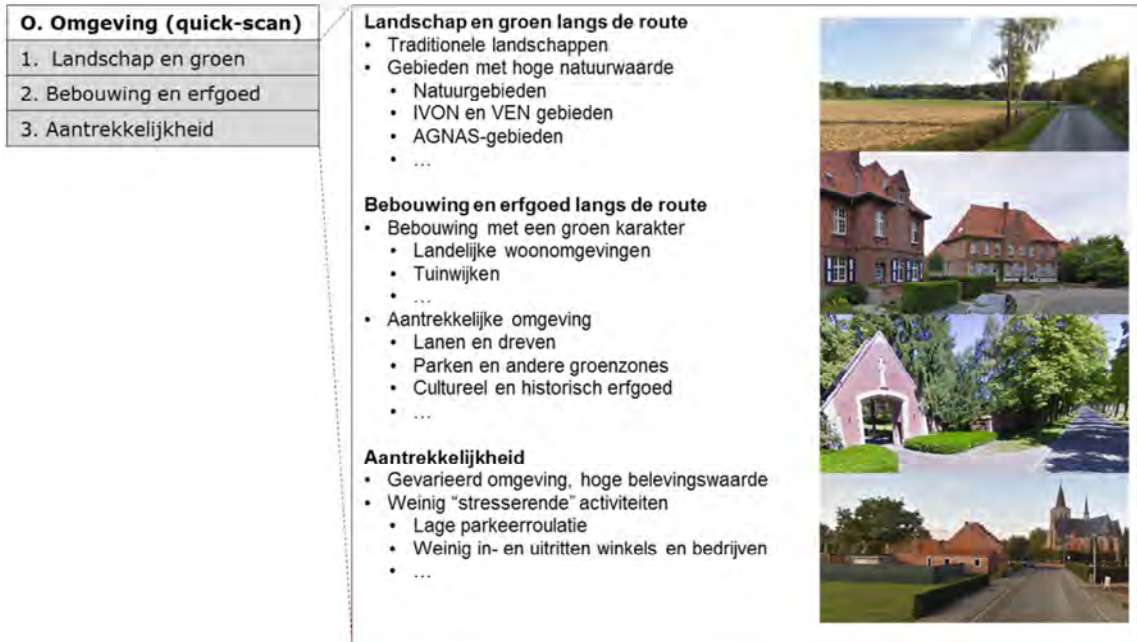 O. Omgeving (quick-scan)
1. Landschap en groen
2. Bebouwing en erfgoed
3. Aantrekkelijkheid
Landschap en groen langs de route
• Traditionele landschappen
• Gebieden met hoge natuurwaarde
• Natuurgebieden
• IVON en VEN gebieden
• AGNAS-gebieden
• ...
Bebouwing en erfgoed langs de route
• Bebouwing met een groen karakter
• Landelijke woonomgevingen
• Tuinwijken
• ...
• Aantrekkelijke omgeving
• Lanen en dreven
• Parken en andere groenzones
• Cultureel en historisch erfgoed
• ...
Aantrekkelijkheid
• Gevarieerd omgeving, hoge belevingswaarde
• Weinig “stresserende” activiteiten
• Lage parkeerroulatie
• Weinig in- en uitritten winkels en bedrijven
• ...